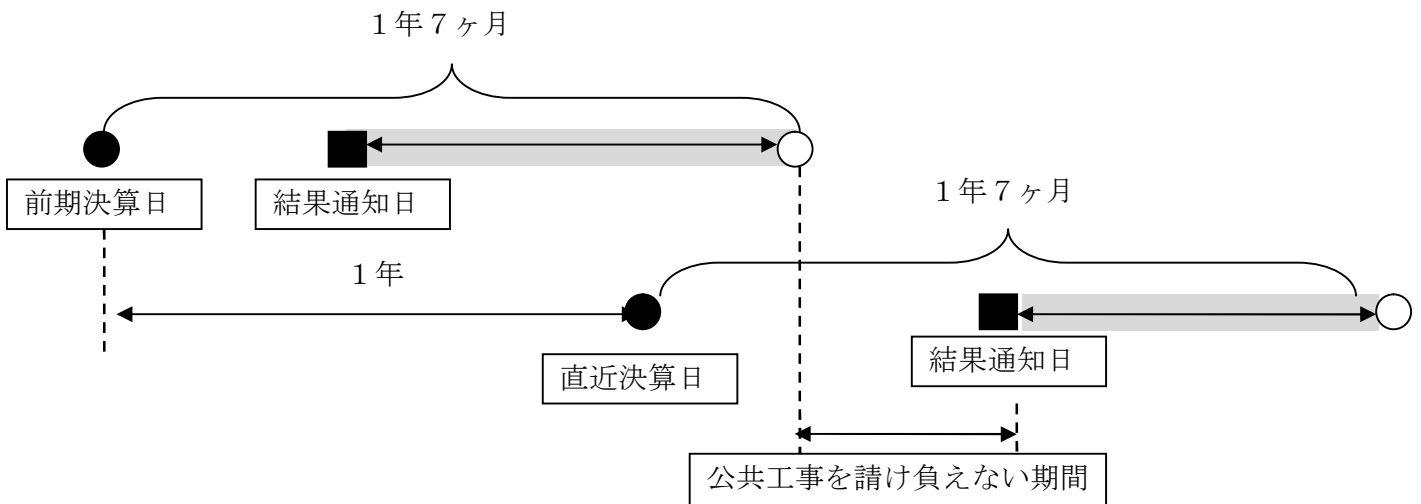 １年７ヶ月
前期決算日
結果通知日
１年７ヶ月
１年
直近決算日
結果通知日
公共工事を請け負えない期間